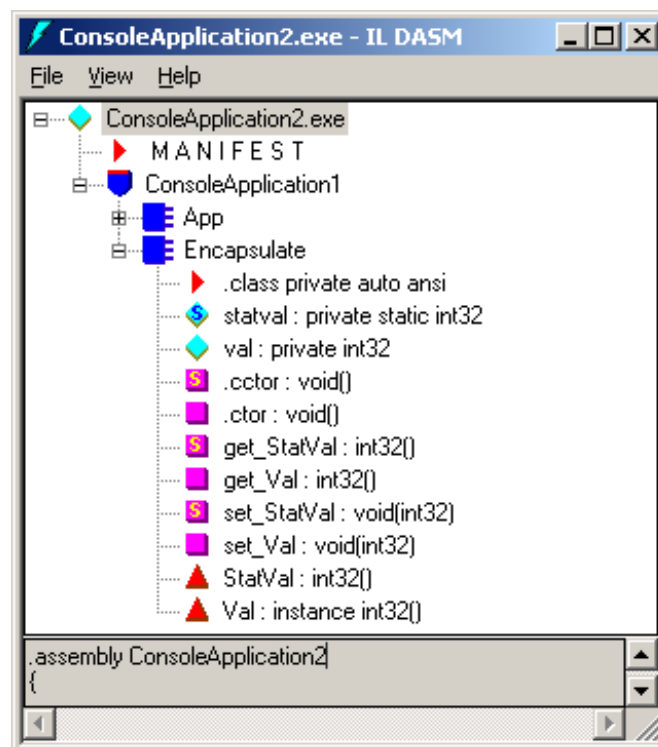 ConsoleApplication2.exe - IL DASM
File View Help
ConsoleApplication2.exe
M A N I F E S T
ConsoleApplication1
App
Encapsulate
.class private auto ansi
S statval : private static int32
val : private int32
S .cctor : void()
.ctor : void()
S get_StatVal : int32()
get_Val : int32()
S set_StatVal : void(int32)
set_Val : void(int32)
StatVal : int32()
Val : instance int32()
.assembly ConsoleApplication2
{